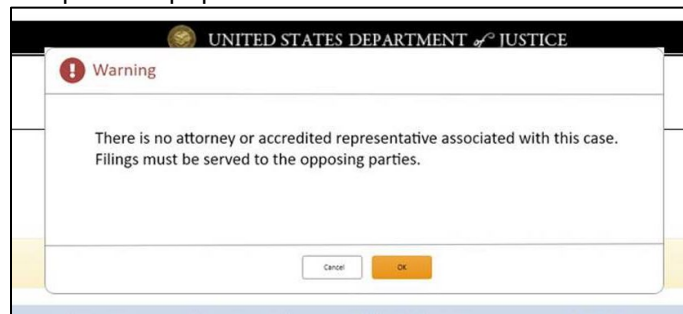 UNITED STATES DEPARTMENT of JUSTICE
Warning
There is no attorney or accredited representative associated with this case.
Filings must be served to the opposing parties.
Cancel OK